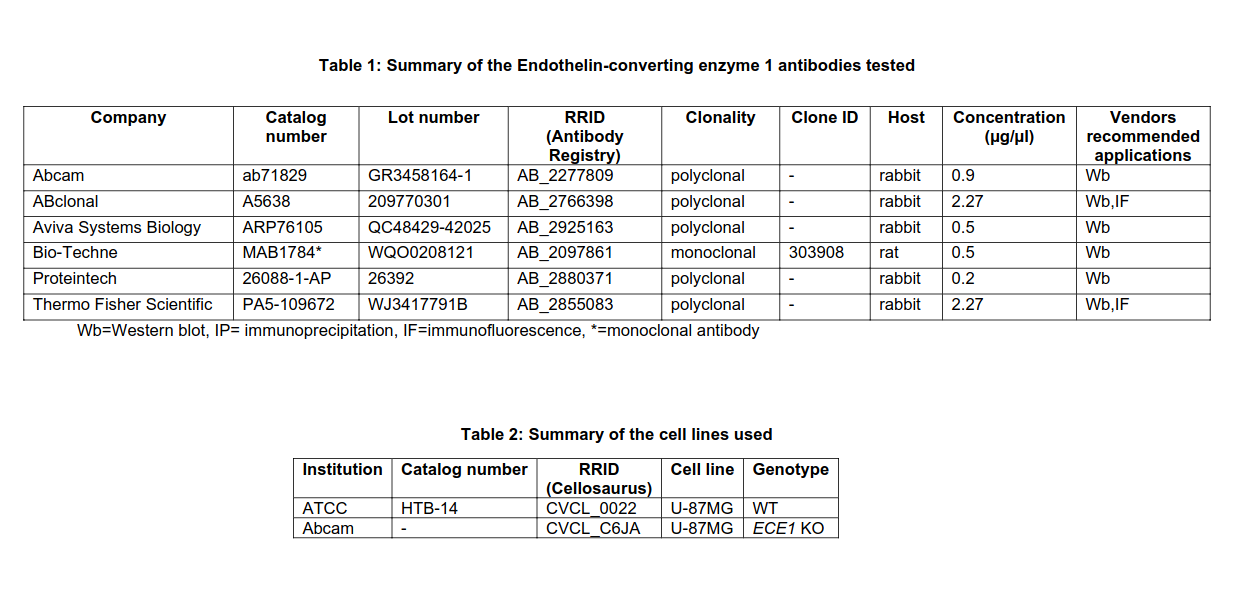 Table 1: Summary of the Endothelin-converting enzyme 1 antibodies tested
Company Catalog number Lot number RRID (Antibody Registry) Clonality Clone ID Host Concentration (µg/µl) Vendors recommended applications
Abcam ab71829 GR3458164-1 AB_2277809 polyclonal - rabbit 0.9 Wb
ABclonal A5638 209770301 AB_2766398 polyclonal - rabbit 2.27 Wb,IF
Aviva Systems Biology ARP76105 QC48429-42025 AB_2925163 polyclonal - rabbit 0.5 Wb
Bio-Techne MAB1784* WQO0208121 AB_2097861 monoclonal 303908 rat 0.5 Wb
Proteintech 26088-1-AP 26392 AB_2880371 polyclonal - rabbit 0.2 Wb
Thermo Fisher Scientific PA5-109672 WJ3417791B AB_2855083 polyclonal - rabbit 2.27 Wb,IF
Wb=Western blot, IP= immunoprecipitation, IF=immunofluorescence, *=monoclonal antibody
Table 2: Summary of the cell lines used
Institution Catalog number RRID (Cellosaurus) Cell line Genotype
ATCC HTB-14 CVCL_0022 U-87MG WT
Abcam - CVCL_C6JA U-87MG ECE1 KO